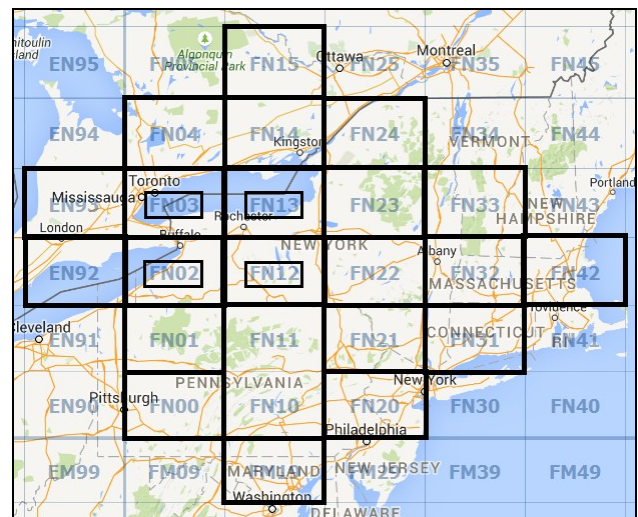 Manitoulin
Island
EN95 FN05 FN15 FN25 FN35 FN45
Algonquin
Provincial Park
Ottawa Montreal
EN94 FN04 FN14 FN24 FN34 FN44
Kingston VERMONT
Toronto Portland
Mississauga
EN93 FN03 FN13 FN23 FN33 FN43
London Rochester NEW
HAMPSHIRE
Buffalo NEW YORK Albany
EN92 FN02 FN12 FN22 FN32 FN42
MASSACHUSETTS
Providence
Cleveland CONNECTICUT
EN91 FN01 FN11 FN21 FN31 FN41
PENNSYLVANIA New York
Pittsburgh
EN90 FN00 FN10 FN20 FN30 FN40
Philadelphia
EM99 FM09 MARYLAND NEW JERSEY FM39 FM49
Washington
DELAWARE